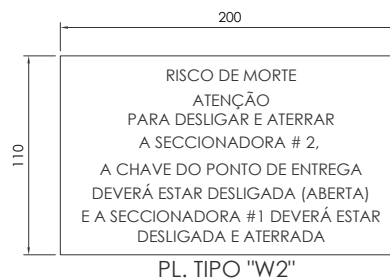 200
110
RISCO DE MORTE
ATENÇÃO
PARA DESLIGAR E ATERRAR
A SECCIONADORA # 2,
A CHAVE DO PONTO DE ENTREGA
DEVERÁ ESTAR DESLIGADA (ABERTA)
E A SECCIONADORA #1 DEVERÁ ESTAR
DESLIGADA E ATERRADA
PL. TIPO "W2"